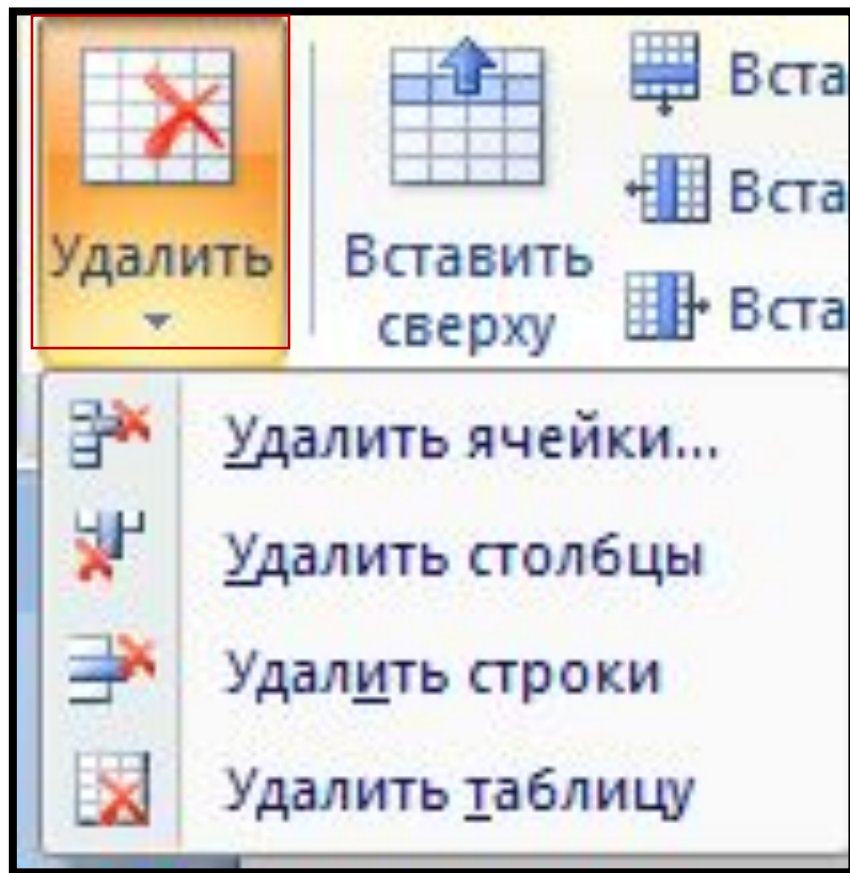 Удалить
Вставить
сверху
Вста
Вста
Вста
Удалить ячейки...
Удалить столбцы
Удалить строки
Удалить таблицу